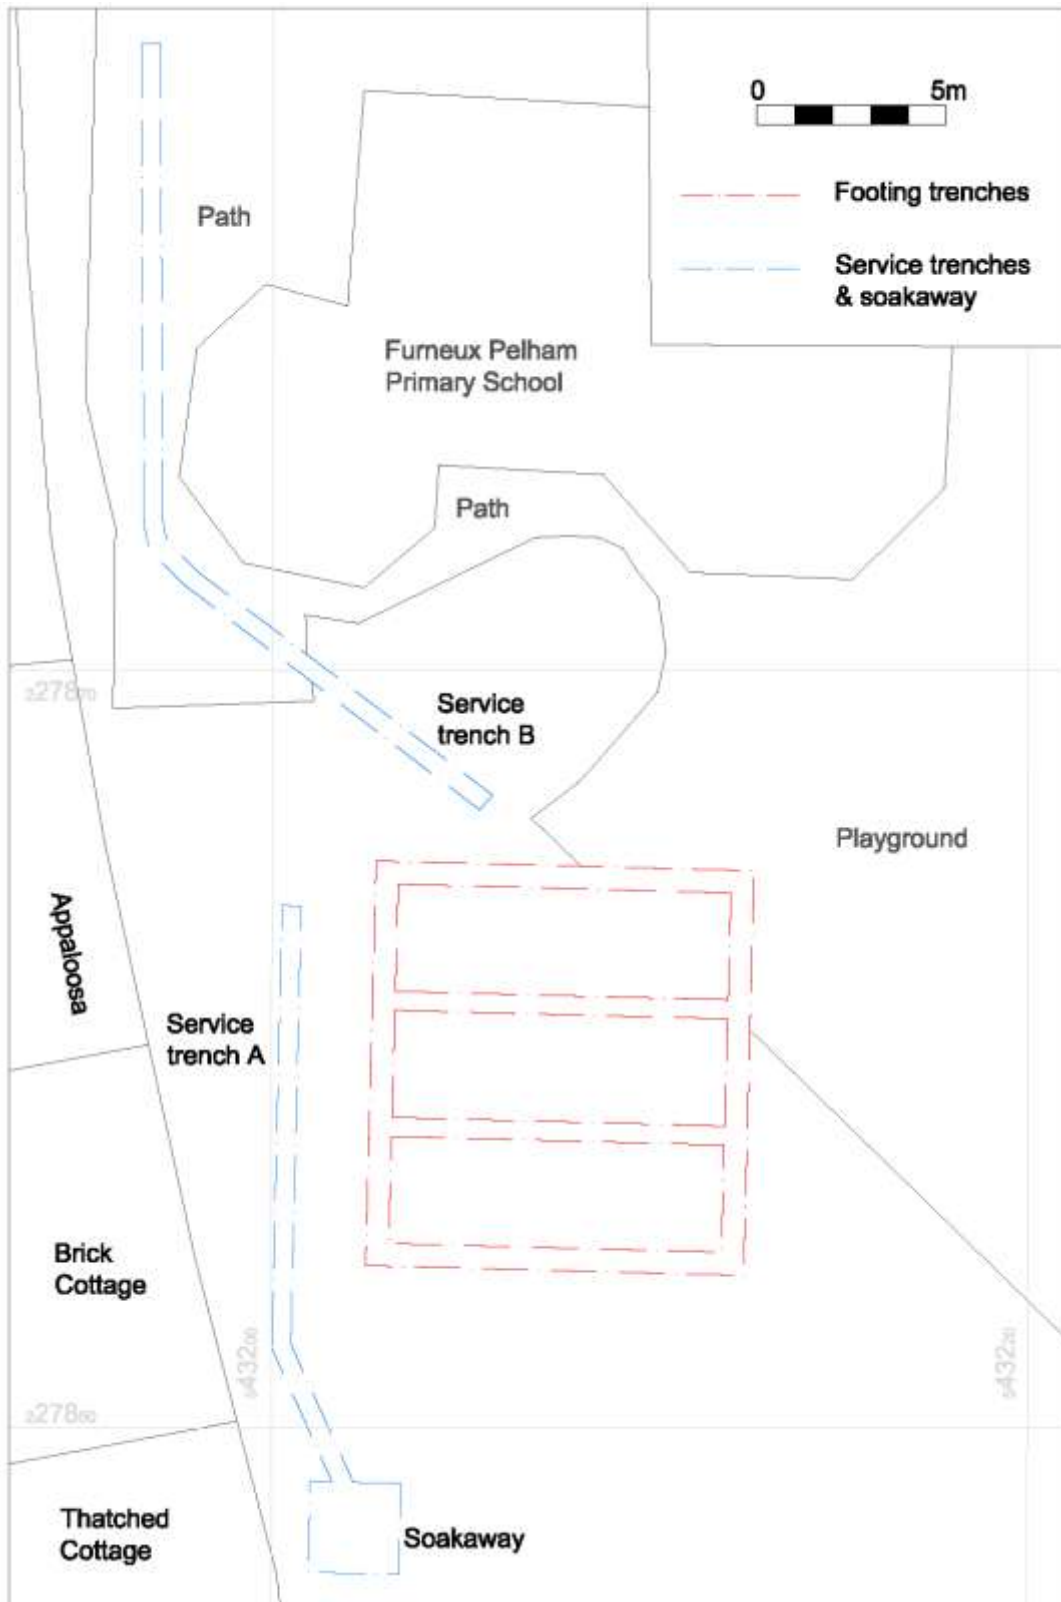 0 5m
Footing trenches
Service trenches
& soakaway
Path
Furneux Pelham
Primary School
Path
Service
trench B
Playground
Appaloosa
Service
trench A
Brick
Cottage
Thatched
Cottage
Soakaway